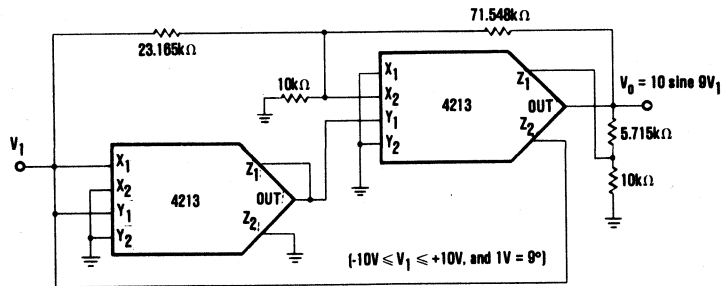 71.548kΩ
23.165kΩ
10kΩ
X₁
X₂
Y₁
Y₂
4213
Z₁
OUT
Z₂
V₀ = 10 sine 9V₁
5.715kΩ
10kΩ
V₁
X₁
X₂
Y₁
Y₂
4213
Z₁
OUT
Z₂
(-10V ≤ V₁ ≤ +10V, and 1V = 9°)